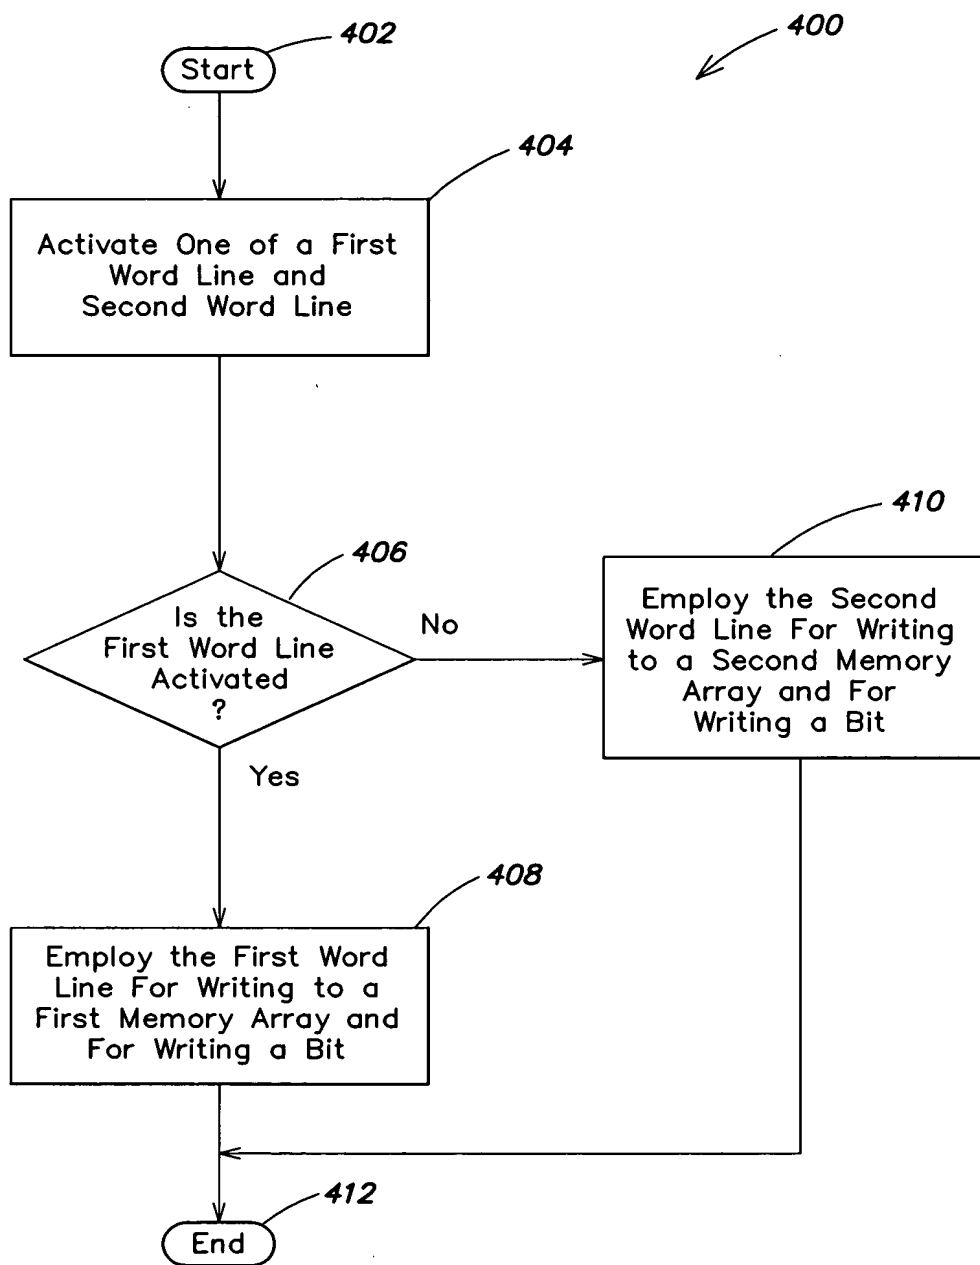 402
400
Start
404
Activate One of a First
Word Line and
Second Word Line
406
Is the
First Word Line
Activated
?
No
Yes
410
Employ the Second
Word Line For Writing
to a Second Memory
Array and For
Writing a Bit
408
Employ the First Word
Line For Writing to a
First Memory Array and
For Writing a Bit
412
End